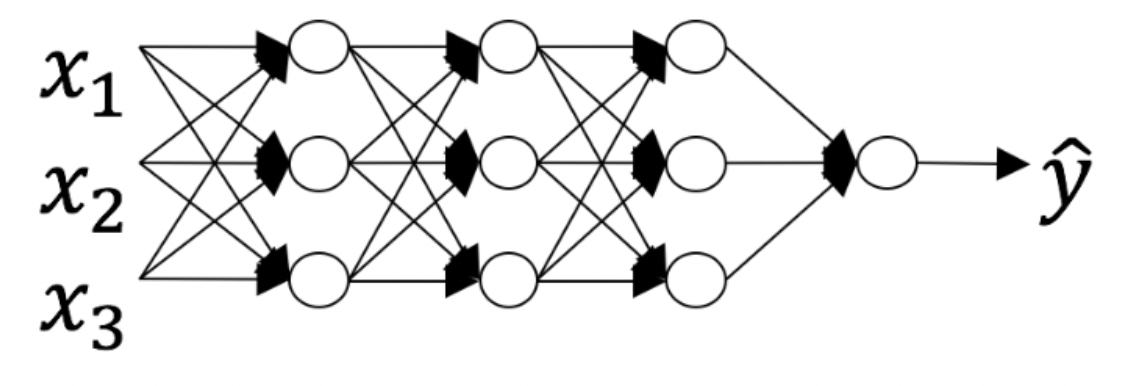 x₁
x₂
x₃
ŷ